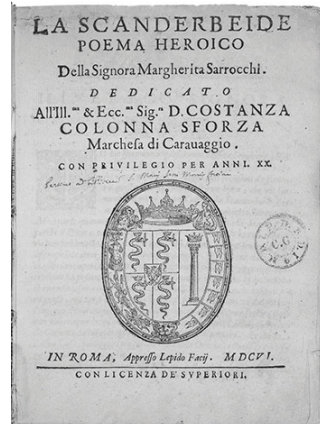 LA SCANDERBEIDE
POEMA HEROICO
Della Signora Margherita Sarrocchi.
DEDICATO
All'Ill.ma & Ecc.ma Sig.ra D. COSTANZA
COLONNA SFORZA
Marchesa di Carauaggio.
CON PRIVILEGIO PER ANNI. XX.
C.G
IN ROMA, Appresso Lepido Facij. MDCVI.
CON LICENZA DE' SVPERIORI.